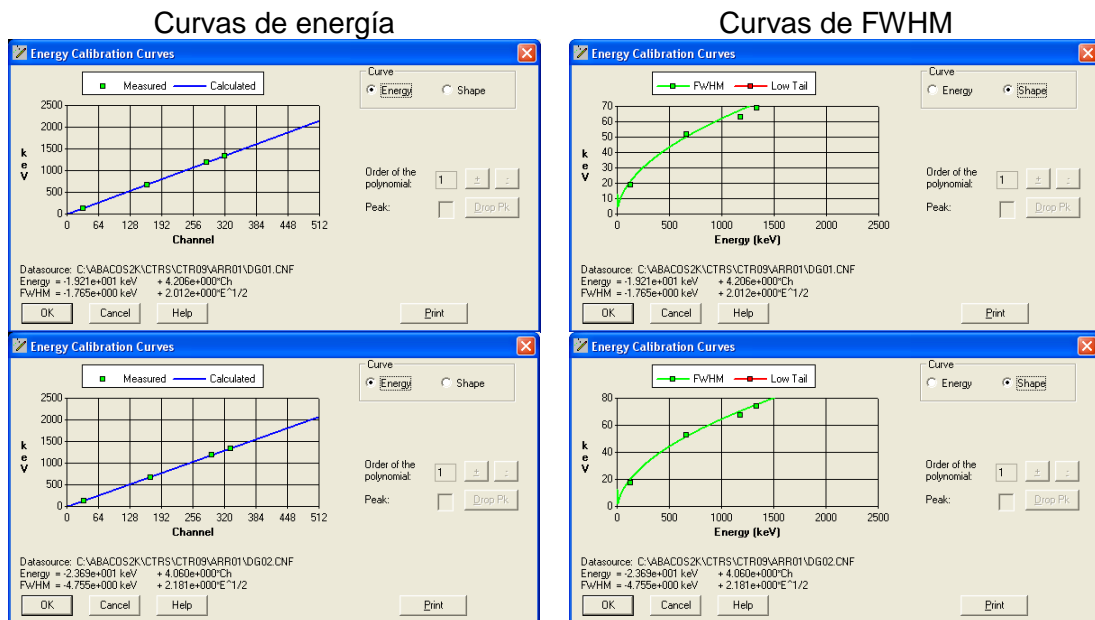 Curvas de energía
Curvas de FWHM
Energy Calibration Curves
Measured Calculated
Curve
Energy Shape
2500
2000
1500
1000
500
0
keV
0 64 128 192 256 320 384 448 512
Channel
Order of the polynomial: 1 ± :
Peak: Drop Pk.
Datasource: C:\ABACOS2K\CTRS\CTR09\ARR01\DG01.CNF
Energy = -1.921e+001 keV + 4.206e+000*Ch
FWHM = -1.765e+000 keV + 2.012e+000*E^1/2
OK Cancel Help Print
Energy Calibration Curves
FWHM Low Tail
Curve
Energy Shape
70
60
50
40
30
20
10
0
keV
0 500 1000 1500 2000 2500
Energy (keV)
Order of the polynomial: 1 ± :
Peak: Drop Pk.
Datasource: C:\ABACOS2K\CTRS\CTR09\ARR01\DG01.CNF
Energy = -1.921e+001 keV + 4.206e+000*Ch
FWHM = -1.765e+000 keV + 2.012e+000*E^1/2
OK Cancel Help Print
Energy Calibration Curves
Measured Calculated
Curve
Energy Shape
2500
2000
1500
1000
500
0
keV
0 64 128 192 256 320 384 448 512
Channel
Order of the polynomial: 1 ± :
Peak: Drop Pk.
Datasource: C:\ABACOS2K\CTRS\CTR09\ARR01\DG02.CNF
Energy = -2.369e+001 keV + 4.060e+000*Ch
FWHM = -4.755e+000 keV + 2.181e+000*E^1/2
OK Cancel Help Print
Energy Calibration Curves
FWHM Low Tail
Curve
Energy Shape
80
60
40
20
0
keV
0 500 1000 1500 2000 2500
Energy (keV)
Order of the polynomial: 1 ± :
Peak: Drop Pk.
Datasource: C:\ABACOS2K\CTRS\CTR09\ARR01\DG02.CNF
Energy = -2.369e+001 keV + 4.060e+000*Ch
FWHM = -4.755e+000 keV + 2.181e+000*E^1/2
OK Cancel Help Print